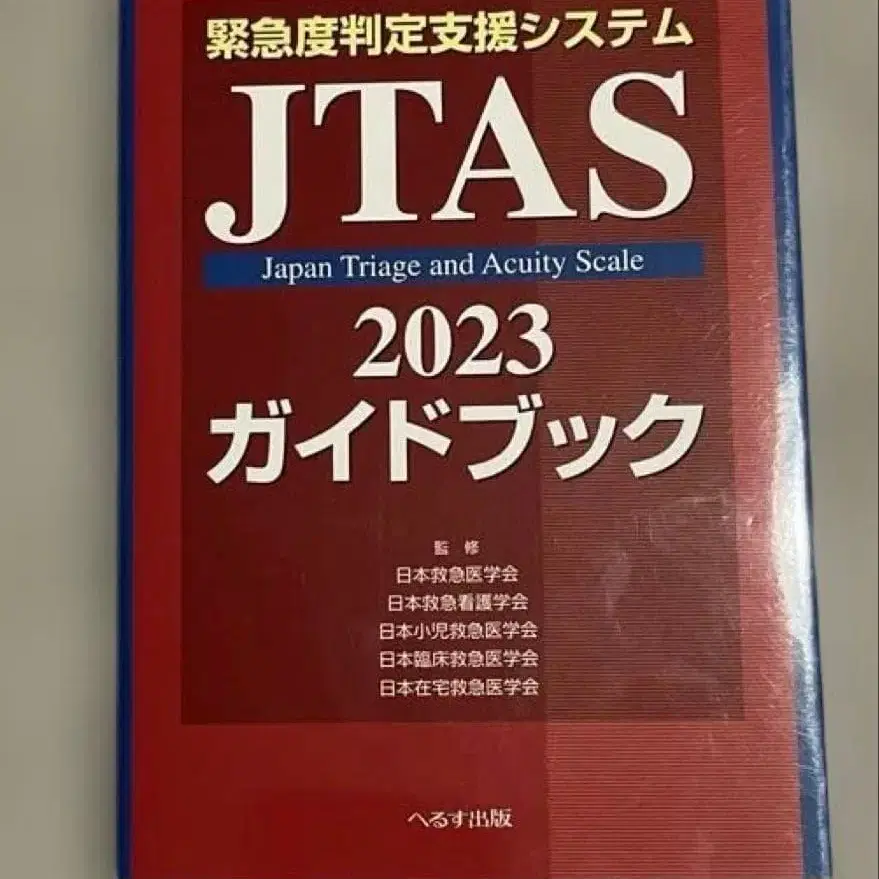 緊急度判定支援システム
JTAS
Japan Triage and Acuity Scale
2023
ガイドブック
監修
日本救急医学会
日本救急看護学会
日本小児救急医学会
日本臨床救急医学会
日本在宅救急医学会
へるす出版